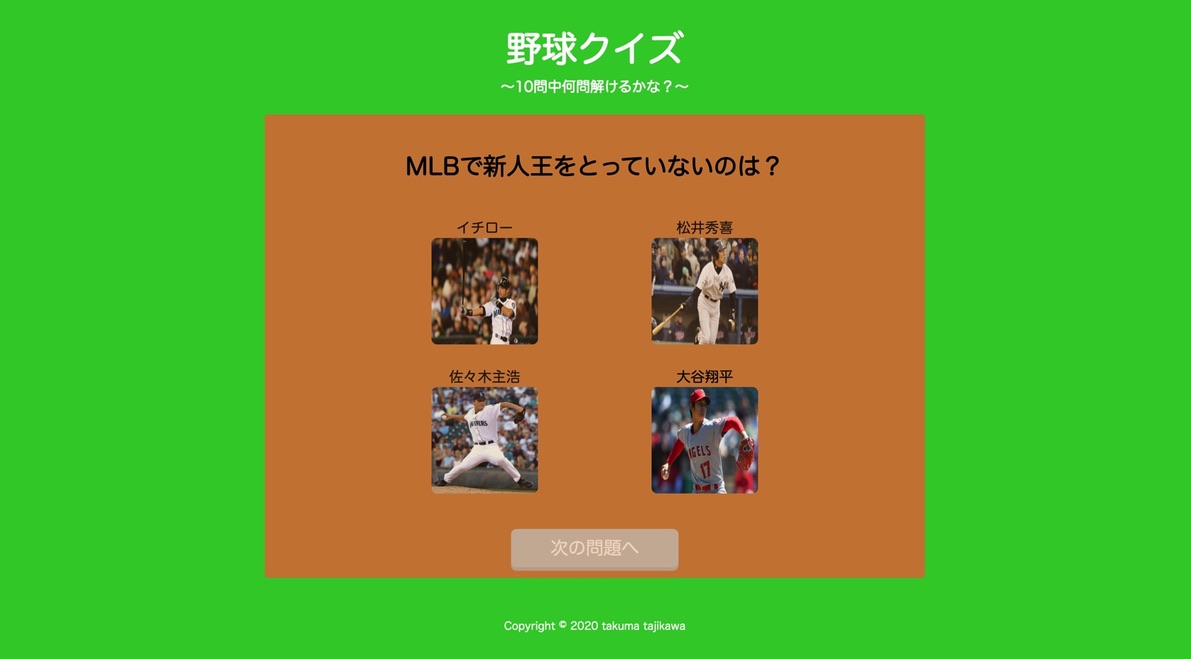 野球クイズ
〜10問中何問解けるかな？〜
MLBで新人王をとっていないのは？
イチロー
松井秀喜
佐々木主浩
大谷翔平
ANGELS
17
次の問題へ
Copyright © 2020 takuma tajikawa